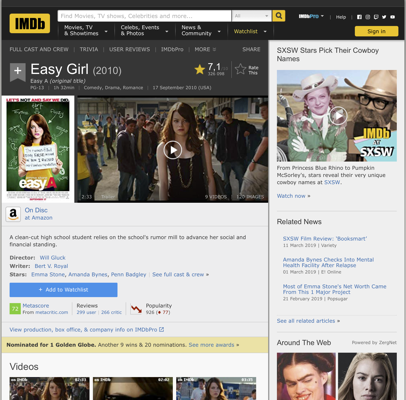 IMDb
Find Movies, TV shows, Celebrities and more...
All
IMDbPro
Help
Movies, TV & Showtimes
Celebs, Events & Photos
News & Community
Watchlist
Sign in
FULL CAST AND CREW | TRIVIA | USER REVIEWS | IMDbPro | MORE
SHARE
Easy Girl (2010)
Easy A (original title)
PG-13 | 1h 32min | Comedy, Drama, Romance | 17 September 2010 (USA)
7,1
Rate This
LET'S NOT AND SAY WE DID.
easyA
2:33
9 VIDEOS
On Disc
at Amazon
A clean-cut high school student relies on the school's rumor mill to advance her social and
financial standing.
Director: Will Gluck
Writer: Bert V. Royal
Stars: Emma Stone, Amanda Bynes, Penn Badgley | See full cast & crew »
+ Add to Watchlist
Metascore
From metacritic.com
Reviews
299 user | 266 critic
Popularity
926 (77)
View production, box office, & company info on IMDbPro
Nominated for 1 Golden Globe. Another 9 wins & 20 nominations. See more awards »
Videos
SXSW Stars Pick Their Cowboy
Names
IMDb
AT
SXSW
From Princess Blue Rhino to Pumpkin
McSorley's, stars reveal their very unique
cowboy names at SXSW.
Watch now »
Related News
SXSW Film Review: 'Booksmart'
11 March 2019 | Variety
Amanda Bynes Checks Into Mental
Health Facility After Relapse
11 March 2019 | E! Online
Most of Emma Stone's Net Worth Came
From This 1 Major Project
21 February 2019 | Popsugar
See all related articles »
Around The Web
Powered by ZergNet